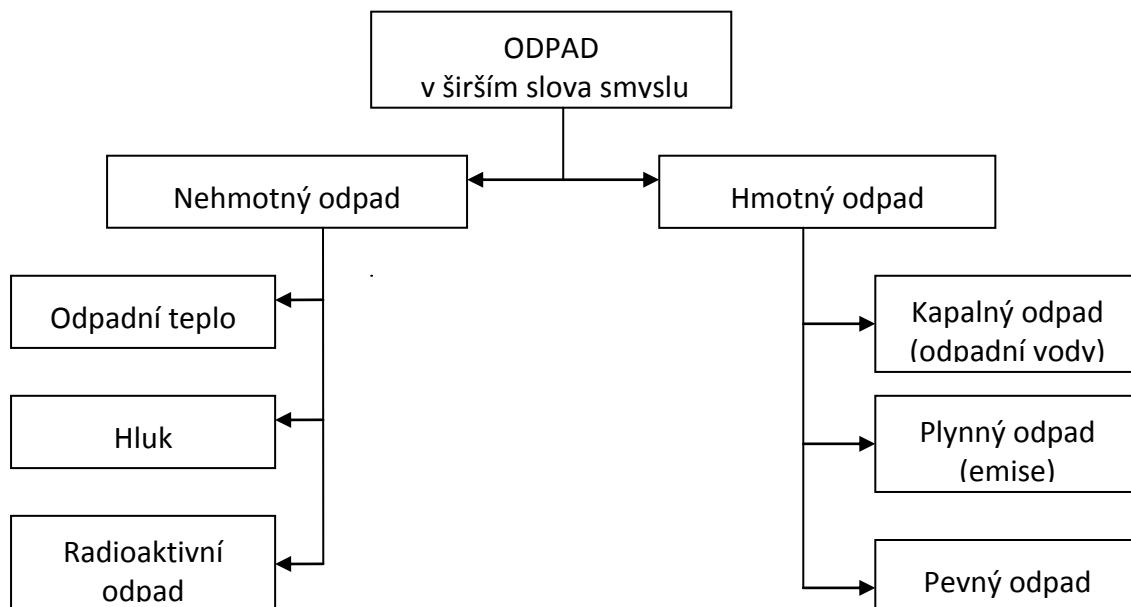 ODPAD
v širším slova smyslu
Nehmotný odpad
Hmotný odpad
Odpadní teplo
Hluk
Radioaktivní
odpad
Kapalný odpad
(odpadní vody)
Plynný odpad
(emise)
Pevný odpad